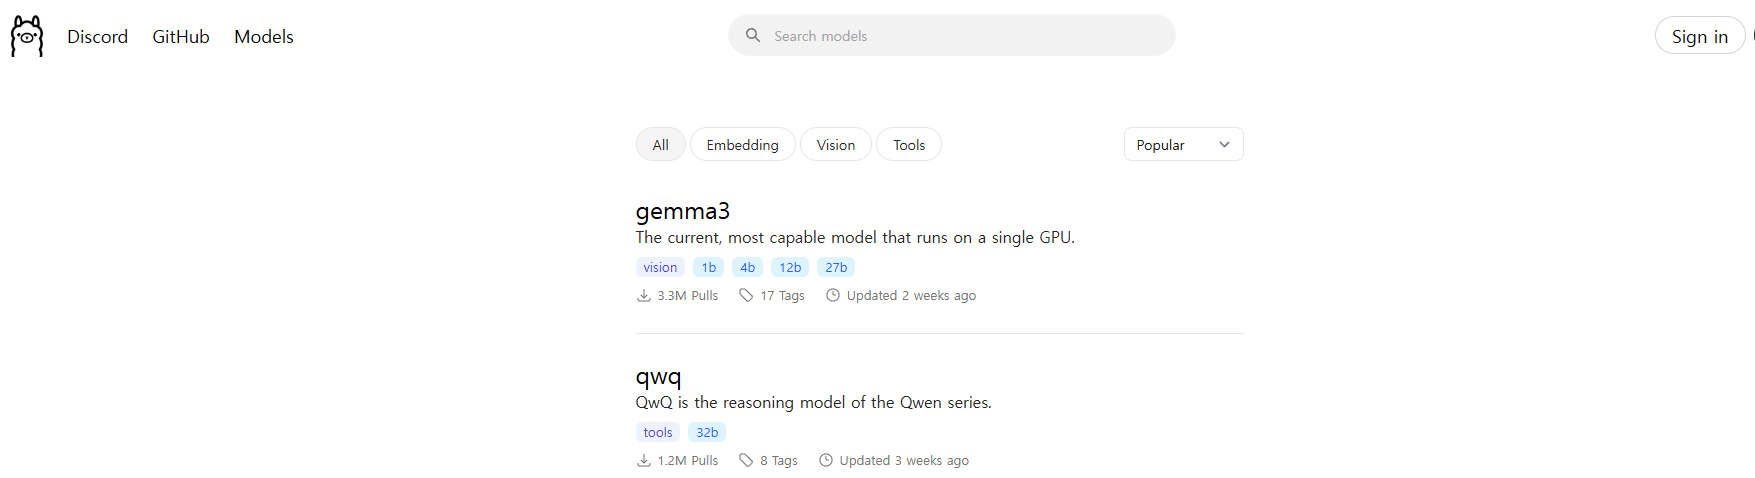 Discord GitHub Models Search models Sign in
All Embedding Vision Tools Popular
gemma3
The current, most capable model that runs on a single GPU.
vision 1b 4b 12b 27b
3.3M Pulls 17 Tags Updated 2 weeks ago
qwq
QwQ is the reasoning model of the Qwen series.
tools 32b
1.2M Pulls 8 Tags Updated 3 weeks ago